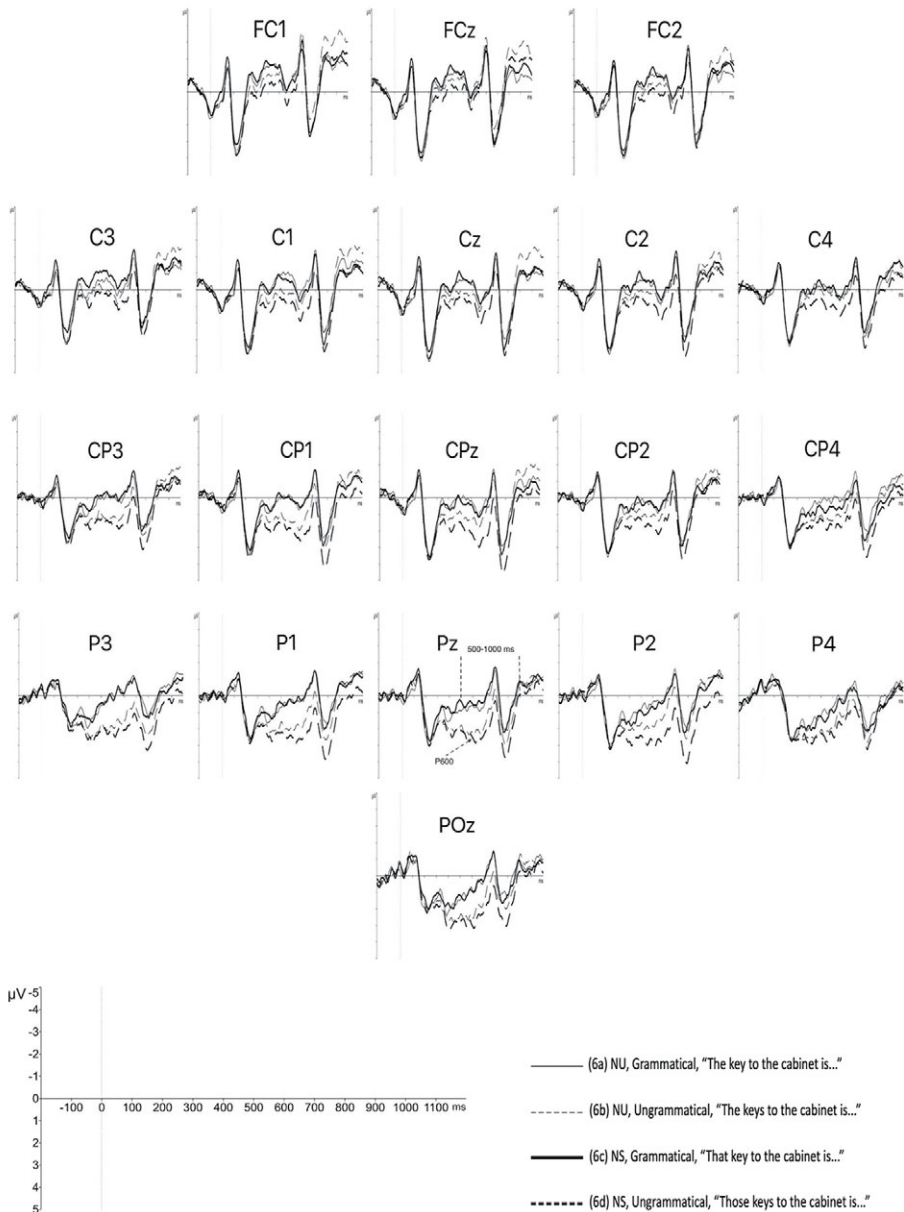 FC1 FCz FC2
C3 C1 Cz C2 C4
CP3 CP1 CPz CP2 CP4
P3 P1 Pz P2 P4
500-1000 ms
P600
POz
µV -5
-4
-3
-2
-1
0
1
2
3
4
5
-100 0 100 200 300 400 500 600 700 800 900 1000 1100 ms
(6a) NU, Grammatical, “The key to the cabinet is...”
(6b) NU, Ungrammatical, “The keys to the cabinet is...”
(6c) NS, Grammatical, “That key to the cabinet is...”
(6d) NS, Ungrammatical, “Those keys to the cabinet is...”